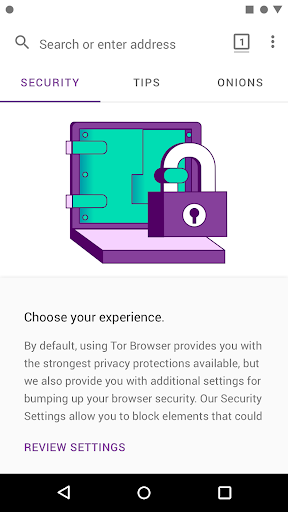 Search or enter address
1
SECURITY
TIPS
ONIONS
Choose your experience.
By default, using Tor Browser provides you with
the strongest privacy protections available, but
we also provide you with additional settings for
bumping up your browser security. Our Security
Settings allow you to block elements that could
REVIEW SETTINGS